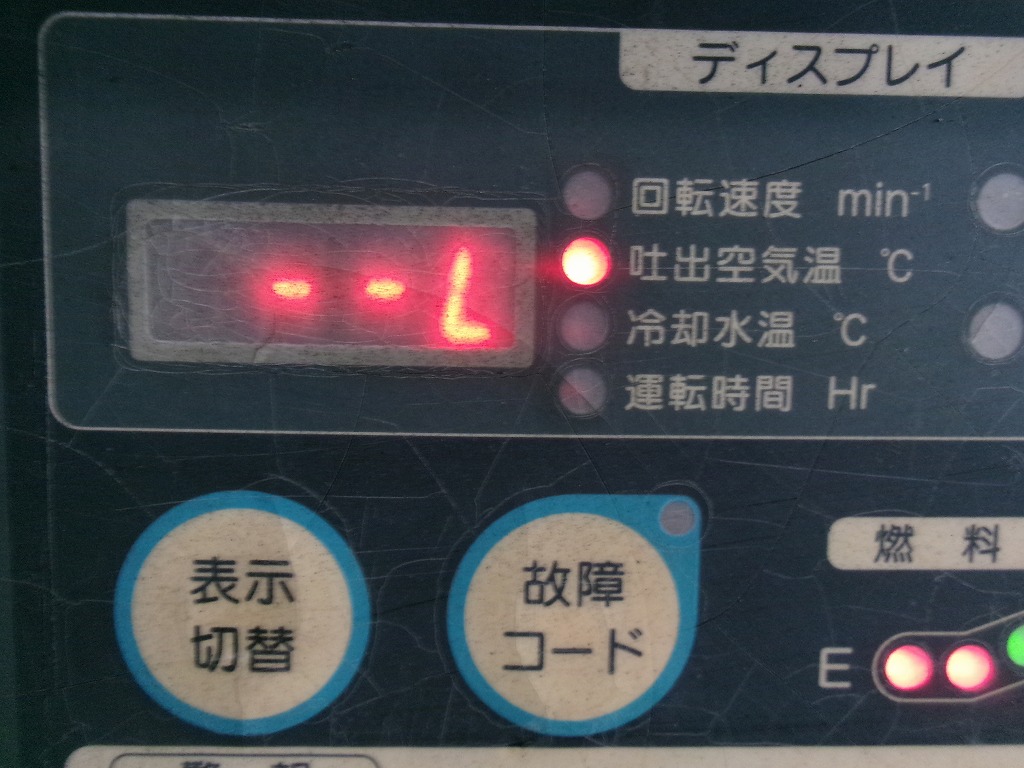 ディスプレイ
--L
回転速度 min⁻¹
吐出空気温 ℃
冷却水温 ℃
運転時間 Hr
表示
切替
故障
コード
燃料
E